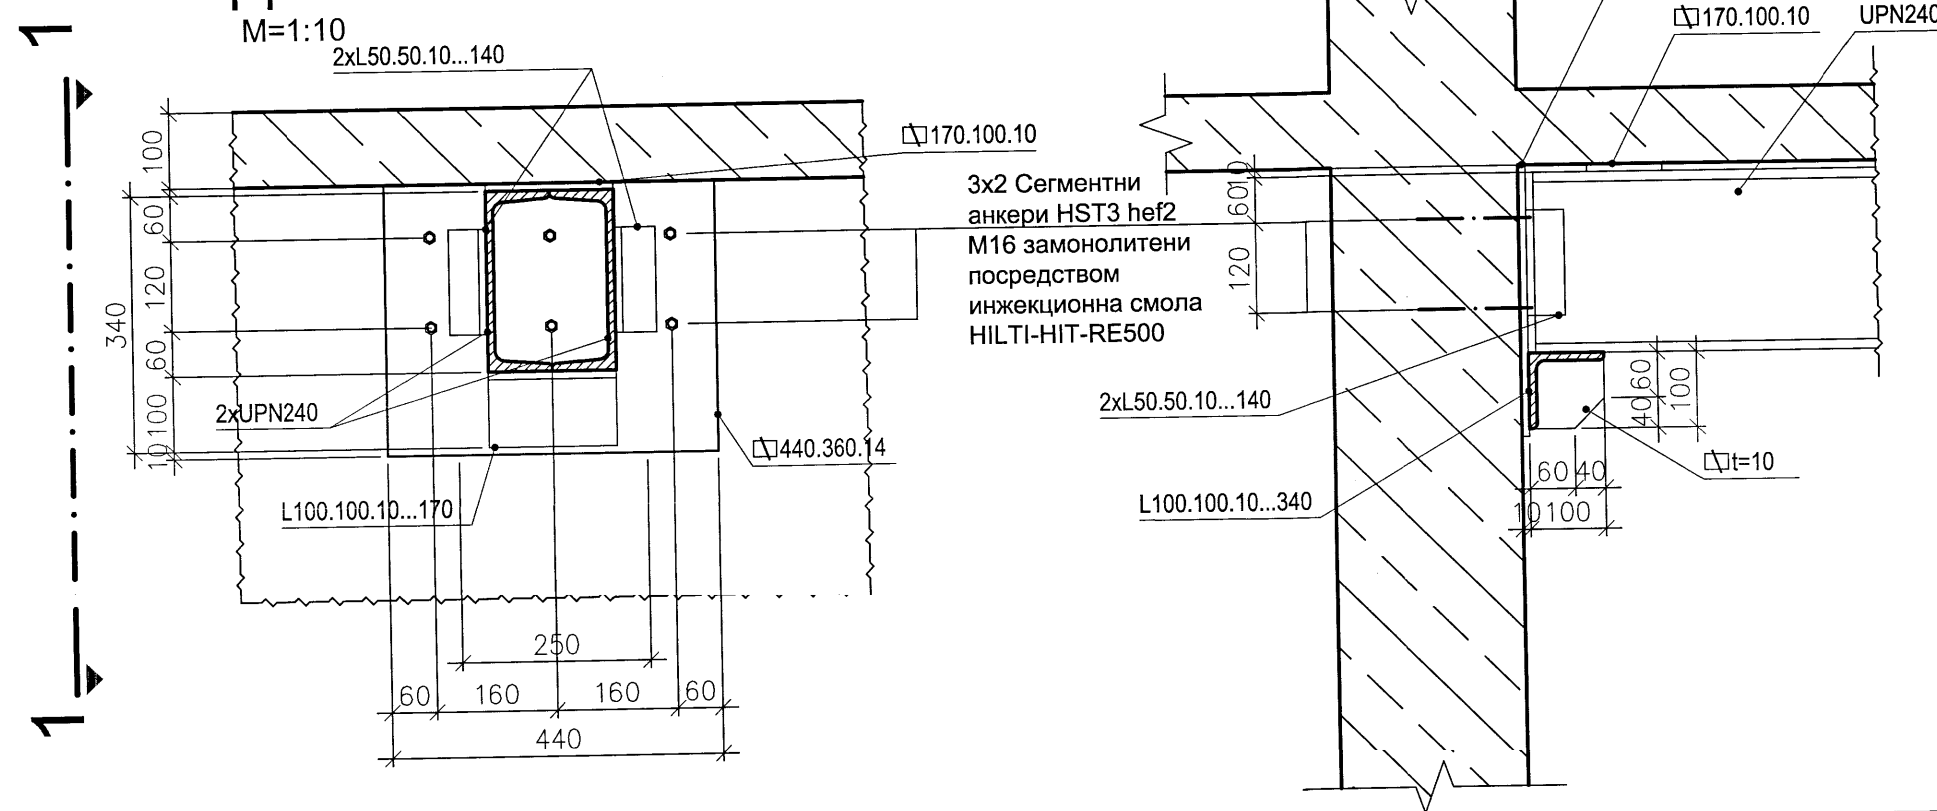 1
M=1:10
2xL50.50.10...140
170.100.10
100
60
120
60
100
10
340
2xUPN240
440.360.14
L100.100.10...170
250
60
160
160
60
440
1
3x2 Сегментни
анкери HST3 hef2
M16 замонолитени
посредством
инжекционна смола
HILTI-HIT-RE500
170.100.10
UPN240
10
60
120
2xL50.50.10...140
L100.100.10...340
60
40
100
t=10
60
40
10
100